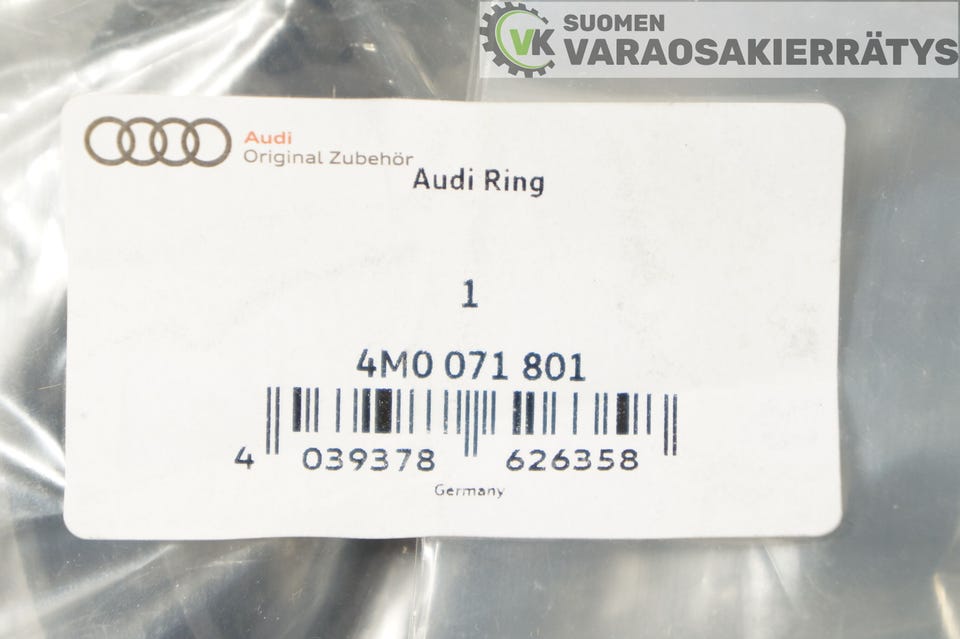 SUOMEN
VARAOSAKIERRÄTYS
VK
Audi
Original Zubehör
Audi Ring
1
4M0 071 801
4 039378 626358
Germany